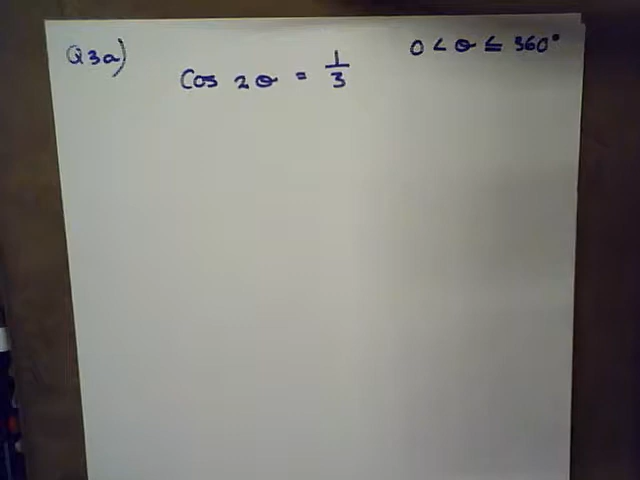 Q3a)
Cos 2θ = 1/3
0 < θ ≤ 360°